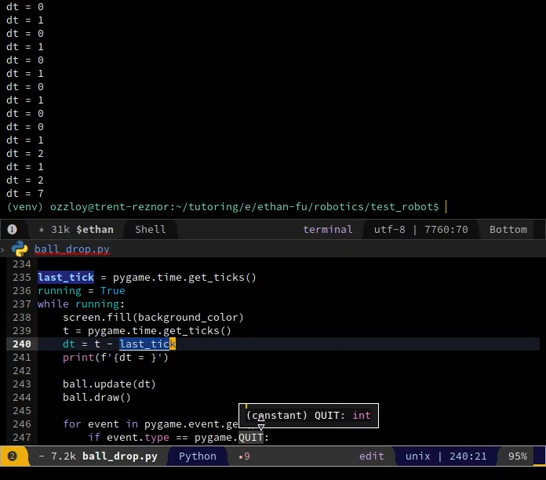 dt = 0
dt = 1
dt = 0
dt = 1
dt = 0
dt = 1
dt = 0
dt = 1
dt = 0
dt = 0
dt = 1
dt = 2
dt = 1
dt = 2
dt = 7
(venv) ozzloy@trent-reznor:~/tutoring/e/ethan-fu/robotics/test_robot$
1 * 31k $ethan Shell terminal utf-8 | 7760:70 Bottom
› ball_drop.py
234
235 last_tick = pygame.time.get_ticks()
236 running = True
237 while running:
238 screen.fill(background_color)
239 t = pygame.time.get_ticks()
240 dt = t - last_tick
241 print(f'{dt = }')
242
243 ball.update(dt)
244 ball.draw()
245
(constant) QUIT: int
246 for event in pygame.event.ge
247 if event.type == pygame.QUIT:
2 - 7.2k ball_drop.py Python •9 edit unix | 240:21 95%